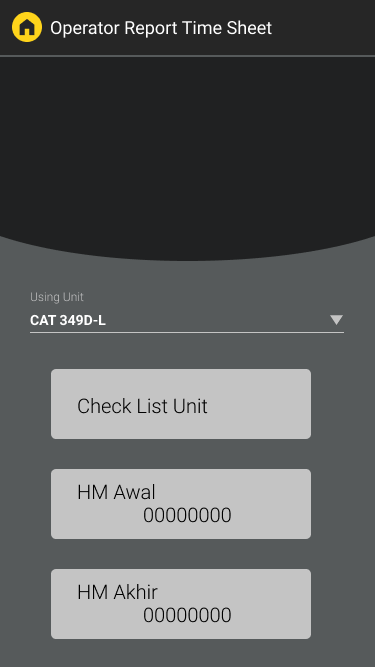 Operator Report Time Sheet
Using Unit
CAT 349D-L
Check List Unit
HM Awal
00000000
HM Akhir
00000000